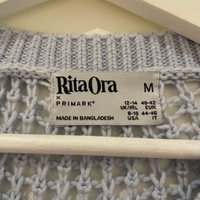 Rita Ora
×
PRIMARK®
M
12-14 40-42
UK/IRL EUR
8-10 44-46
USA IT
MADE IN BANGLADESH